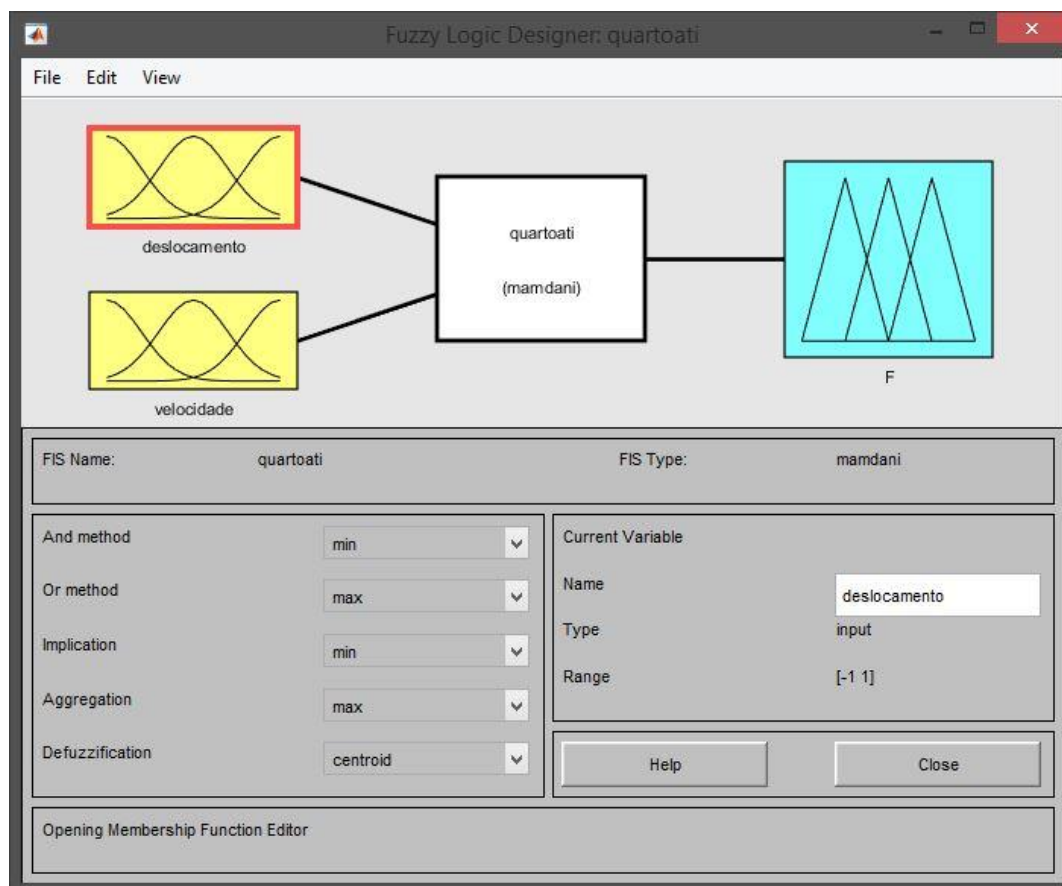 Fuzzy Logic Designer: quartoati
File Edit View
deslocamento
velocidade
quartoati
(mamdani)
F
FIS Name: quartoati FIS Type: mamdani
And method min
Or method max
Implication min
Aggregation max
Defuzzification centroid
Current Variable
Name deslocamento
Type input
Range [-1 1]
Help Close
Opening Membership Function Editor